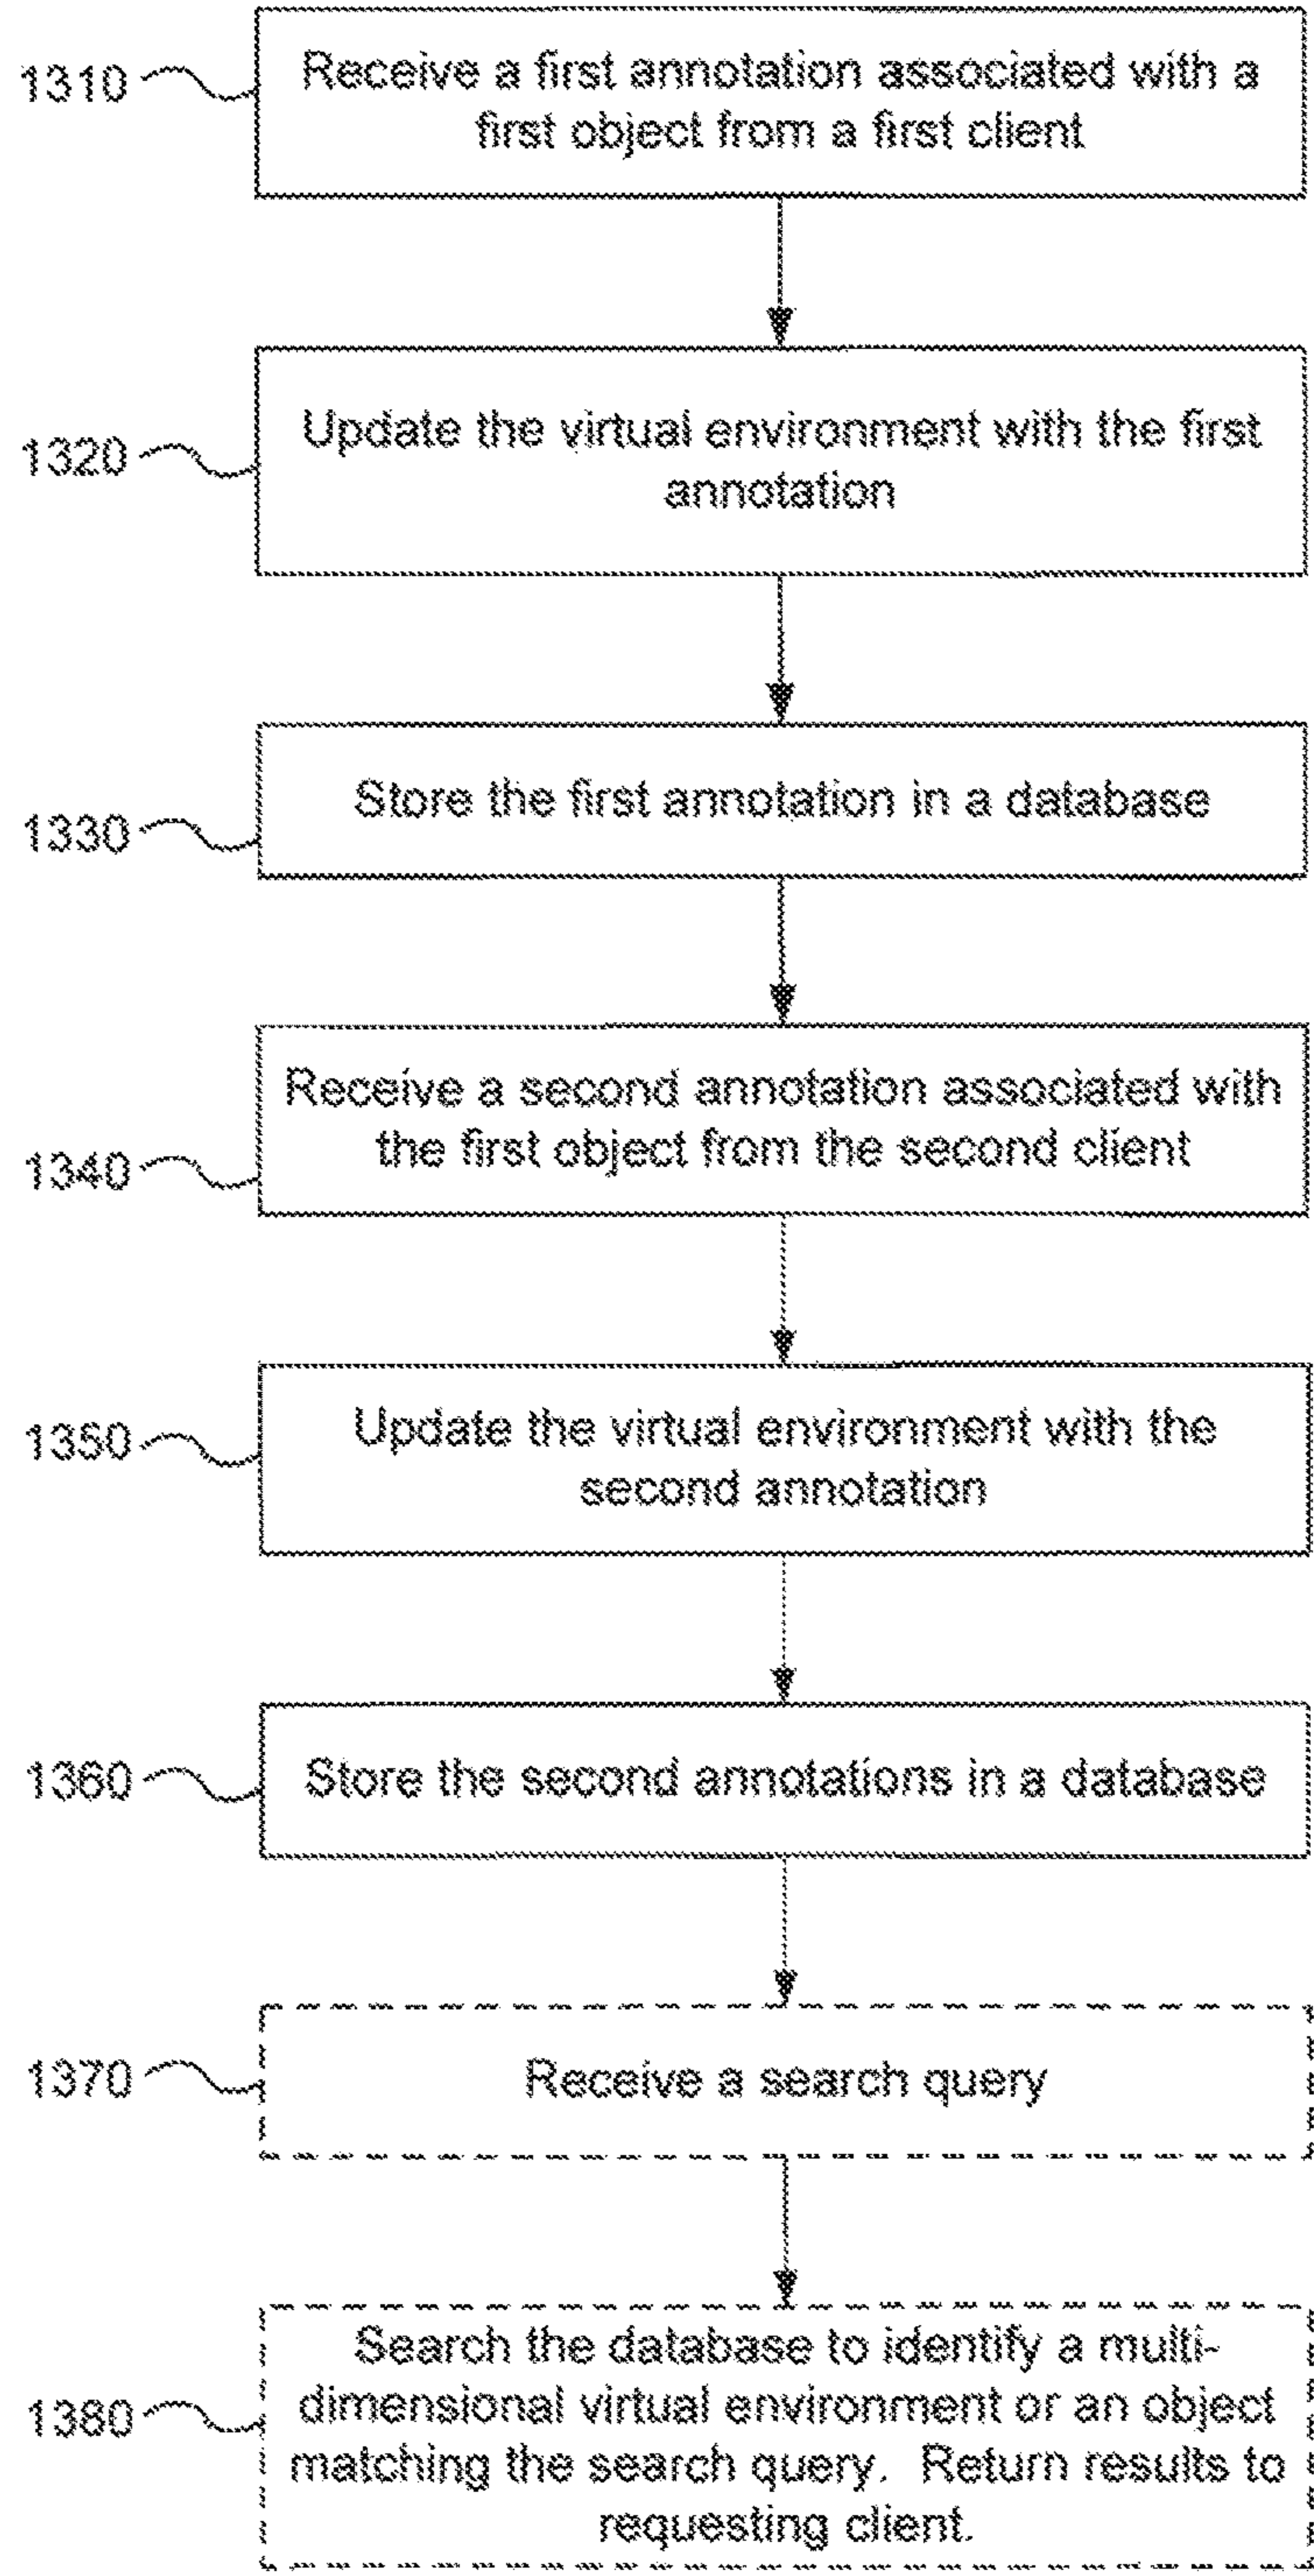 1310
Receive a first annotation associated with a
first object from a first client
1320
Update the virtual environment with the first
annotation
1330
Store the first annotation in a database
1340
Receive a second annotation associated with
the first object from the second client
1350
Update the virtual environment with the
second annotation
1360
Store the second annotations in a database
1370
Receive a search query
1380
Search the database to identify a multi-
dimensional virtual environment or an object
matching the search query.  Return results to
requesting client.